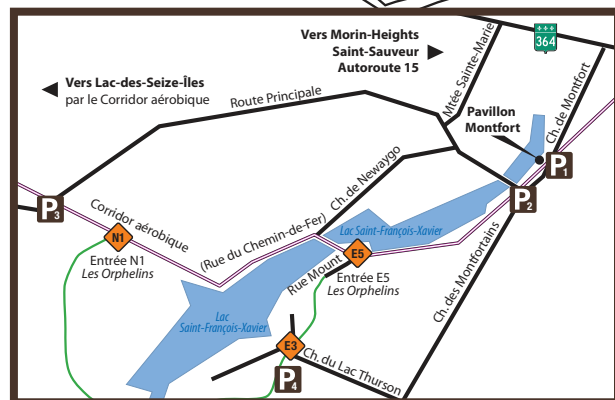 Vers Morin-Heights
Saint-Sauveur
Autoroute 15
364
Mtée Sainte-Marie
Ch. de Montfort
Vers Lac-des-Seize-Îles
par le Corridor aérobique
Route Principale
Pavillon
Montfort
P1
P2
P3
Ch. de Newaygo
Corridor aérobique
(Rue du Chemin-de-Fer)
N1
Entrée N1
Les Orphelins
Lac Saint-François-Xavier
E5
Entrée E5
Les Orphelins
Rue Mount
Ch. des Montfortains
Lac
Saint-François-Xavier
E3
P4
Ch. du Lac Thurson